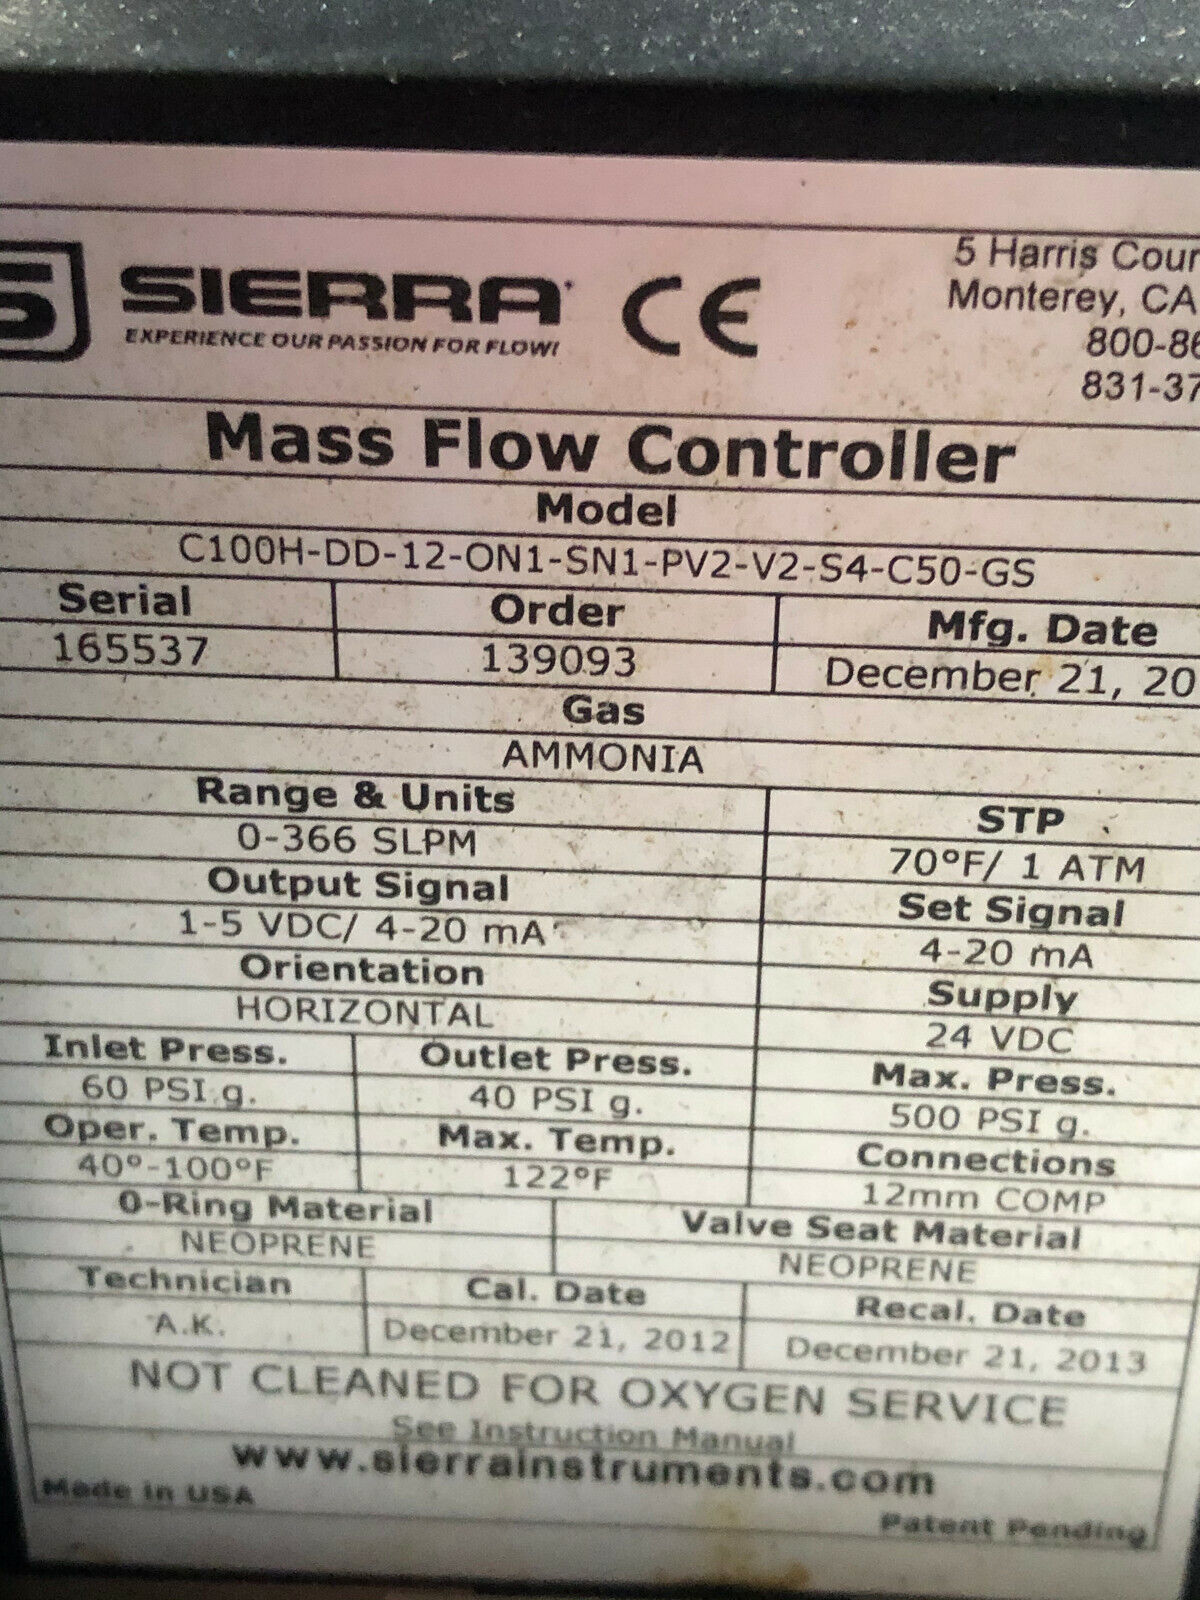 S SIERRA CE
EXPERIENCE OUR PASSION FOR FLOW!
5 Harris Cour
Monterey, CA
800-86
831-37
Mass Flow Controller
Model
C100H-DD-12-ON1-SN1-PV2-V2-S4-C50-GS
Serial Order Mfg. Date
165537 139093 December 21, 20
Gas
AMMONIA
Range & Units STP
0-366 SLPM 70°F/ 1 ATM
Output Signal Set Signal
1-5 VDC/ 4-20 mA 4-20 mA
Orientation Supply
HORIZONTAL 24 VDC
Inlet Press. Outlet Press. Max. Press.
60 PSI g. 40 PSI g. 500 PSI g.
Oper. Temp. Max. Temp. Connections
40°-100°F 122°F 12mm COMP
O-Ring Material Valve Seat Material
NEOPRENE NEOPRENE
Technician Cal. Date Recal. Date
A.K. December 21, 2012 December 21, 2013
NOT CLEANED FOR OXYGEN SERVICE
See Instruction Manual
www.sierrainstruments.com
Made in USA Patent Pending